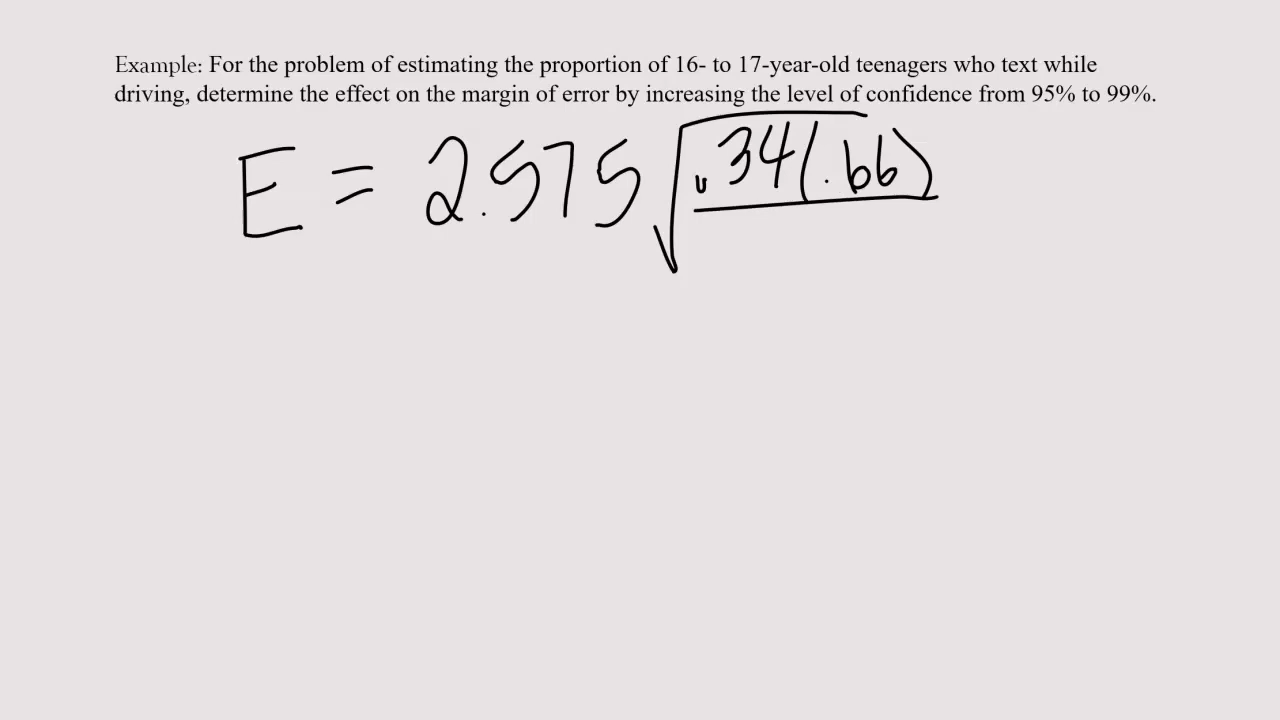 Example: For the problem of estimating the proportion of 16- to 17-year-old teenagers who text while
driving, determine the effect on the margin of error by increasing the level of confidence from 95% to 99%.
E = 2.575 √.34(.66)